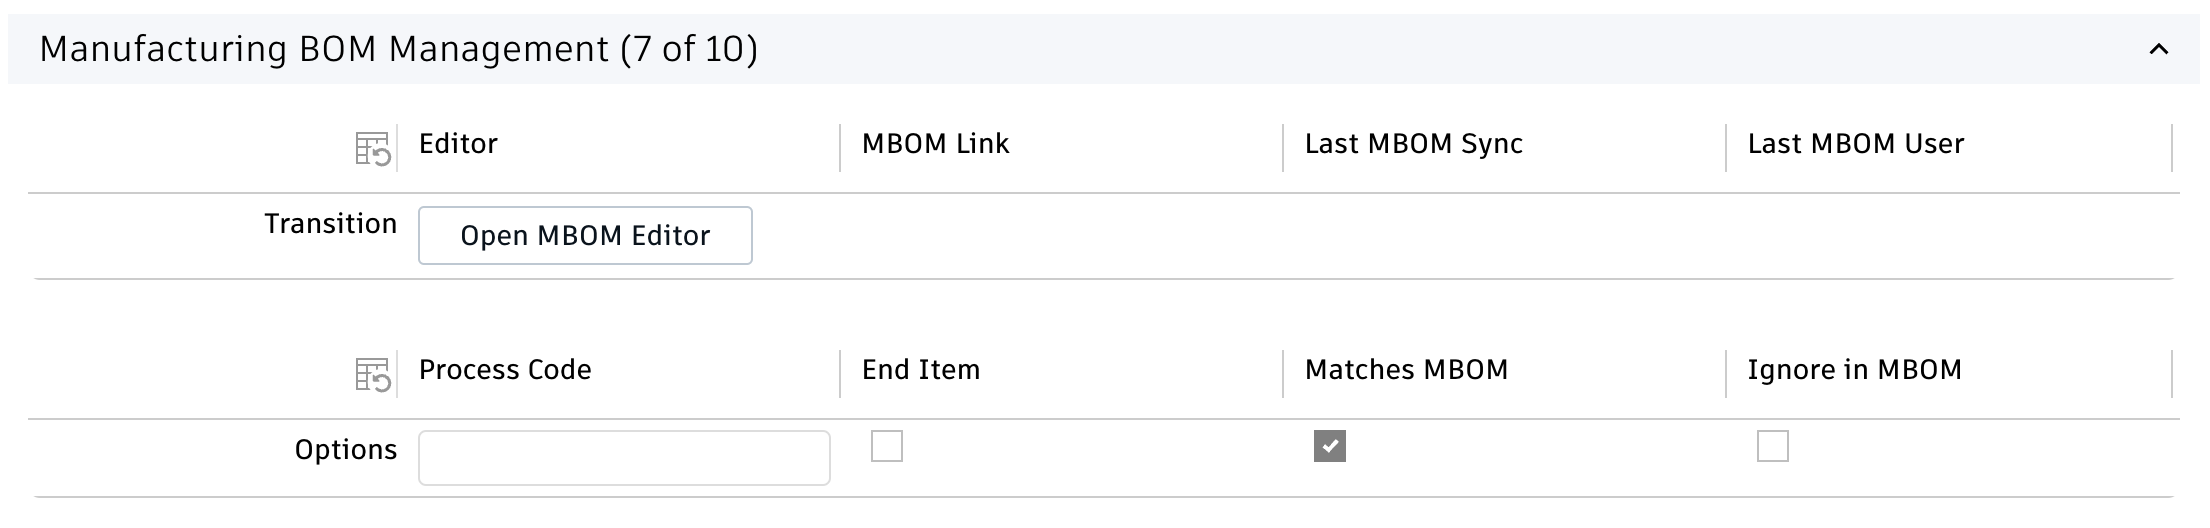 Manufacturing BOM Management (7 of 10)
Editor MBOM Link Last MBOM Sync Last MBOM User
Transition Open MBOM Editor
Process Code End Item Matches MBOM Ignore in MBOM
Options